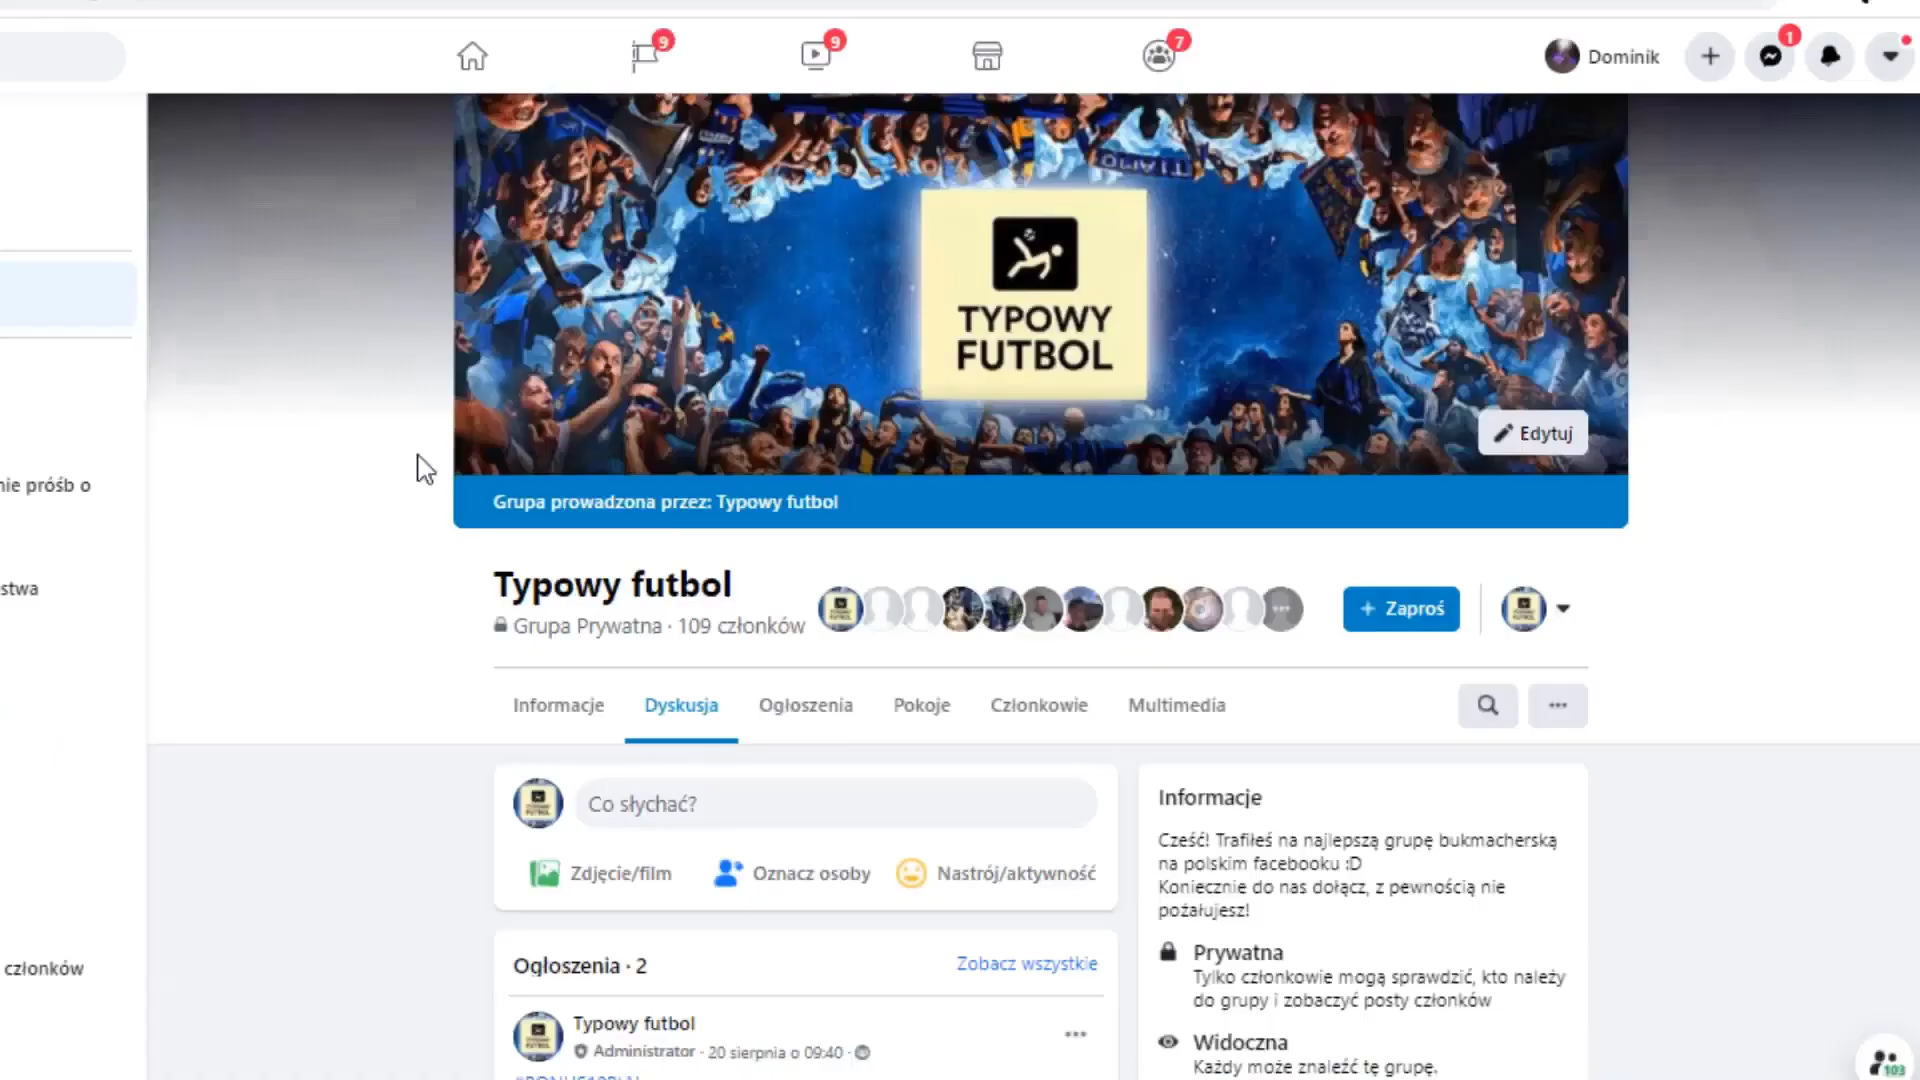 9
9
7
Dominik
1
TYPOWY
FUTBOL
Edytuj
Grupa prowadzona przez: Typowy futbol
nie próśb o
Typowy futbol
Grupa Prywatna · 109 członków
Zaproś
stwa
Informacje
Dyskusja
Ogłoszenia
Pokoje
Członkowie
Multimedia
Co słychać?
Zdjęcie/film
Oznacz osoby
Nastrój/aktywność
Informacje
Cześć! Trafiłeś na najlepszą grupę bukmacherską
na polskim facebooku :D
Koniecznie do nas dołącz, z pewnością nie
pożałujesz!
Prywatna
Tylko członkowie mogą sprawdzić, kto należy
do grupy i zobaczyć posty członków
Widoczna
Każdy może znaleźć tę grupę.
członków
Ogłoszenia · 2
Zobacz wszystkie
Typowy futbol
Administrator · 20 sierpnia o 09:40 ·
103